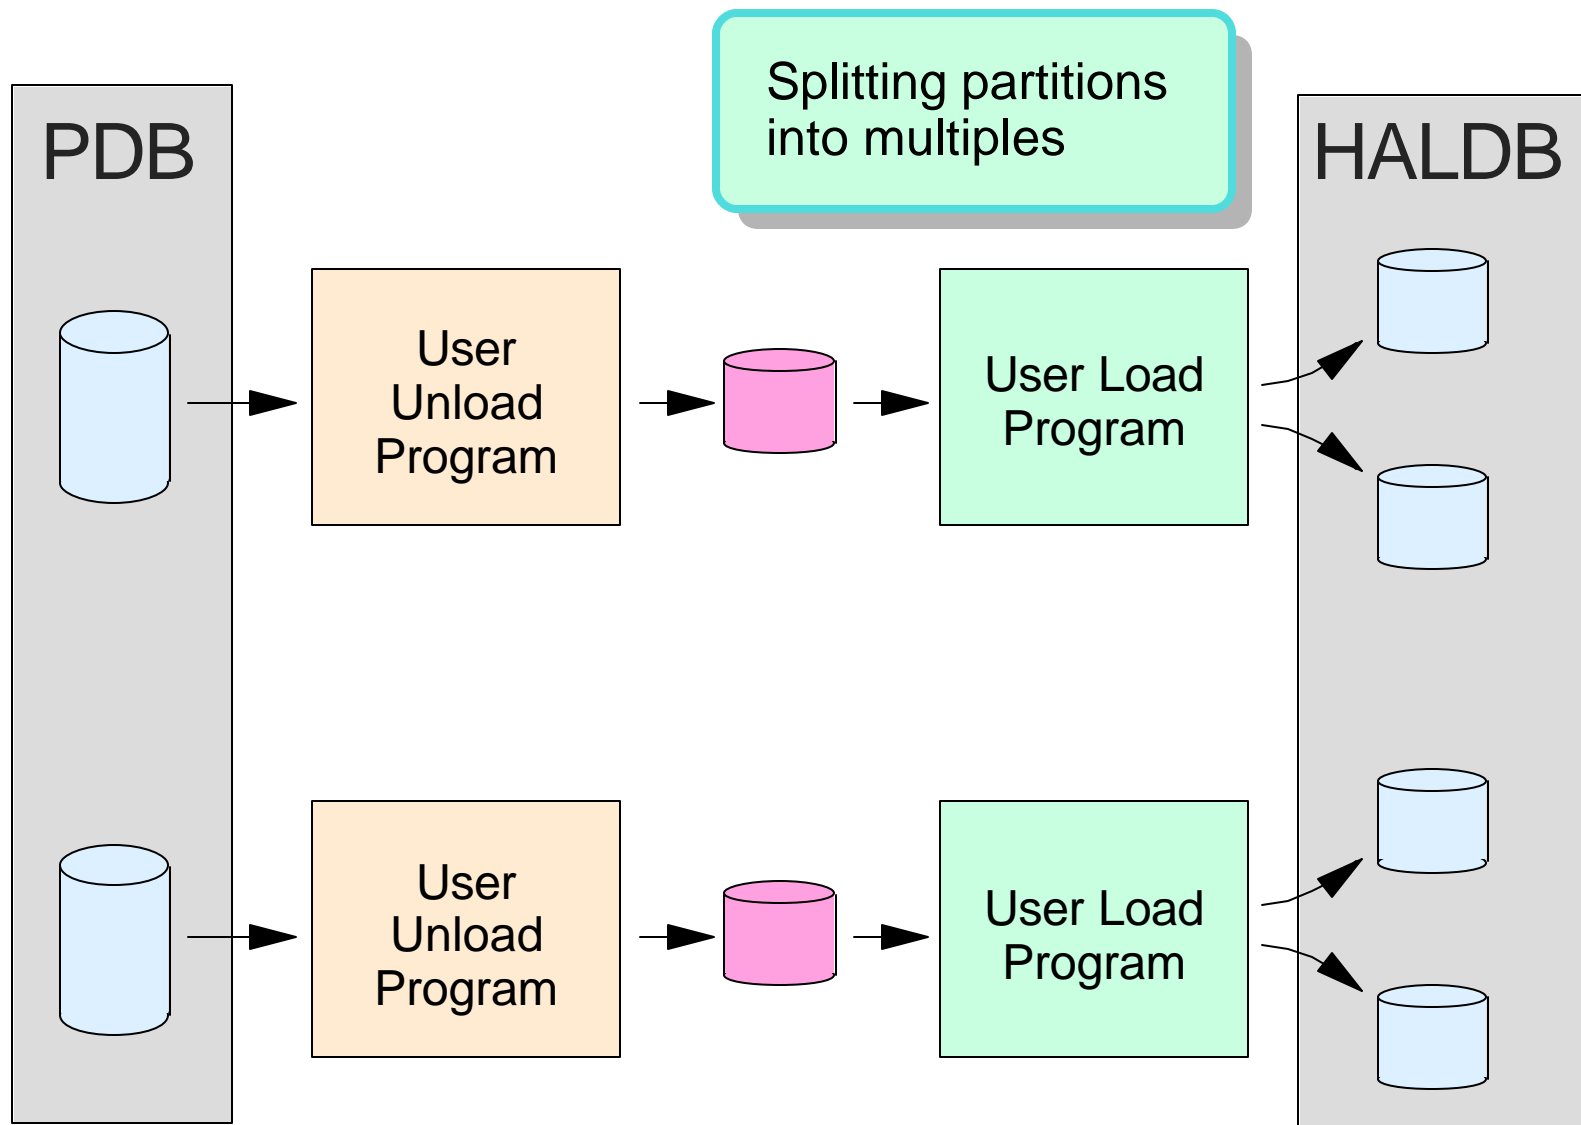 Splitting partitions
into multiples
PDB
HALDB
User
Unload
Program
User Load
Program
User
Unload
Program
User Load
Program